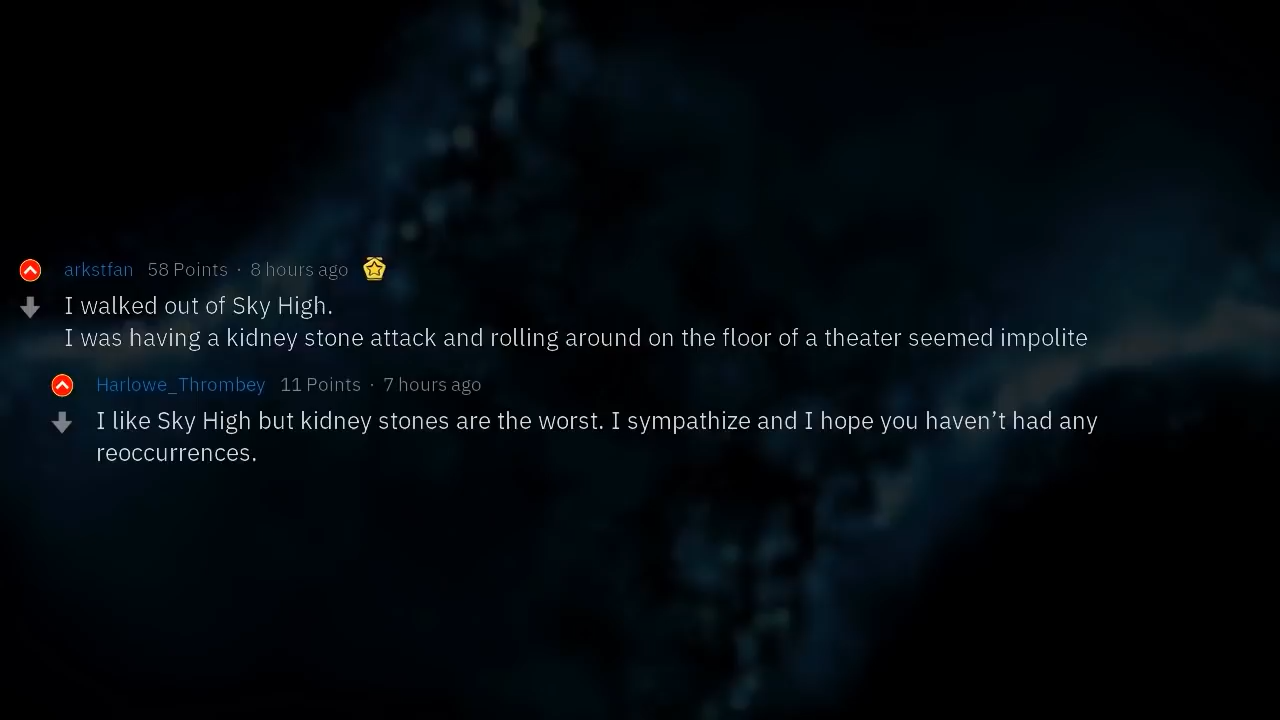 arkstfan 58 Points · 8 hours ago
I walked out of Sky High.
I was having a kidney stone attack and rolling around on the floor of a theater seemed impolite
Harlowe_Thrombey 11 Points · 7 hours ago
I like Sky High but kidney stones are the worst. I sympathize and I hope you haven’t had any
reoccurrences.